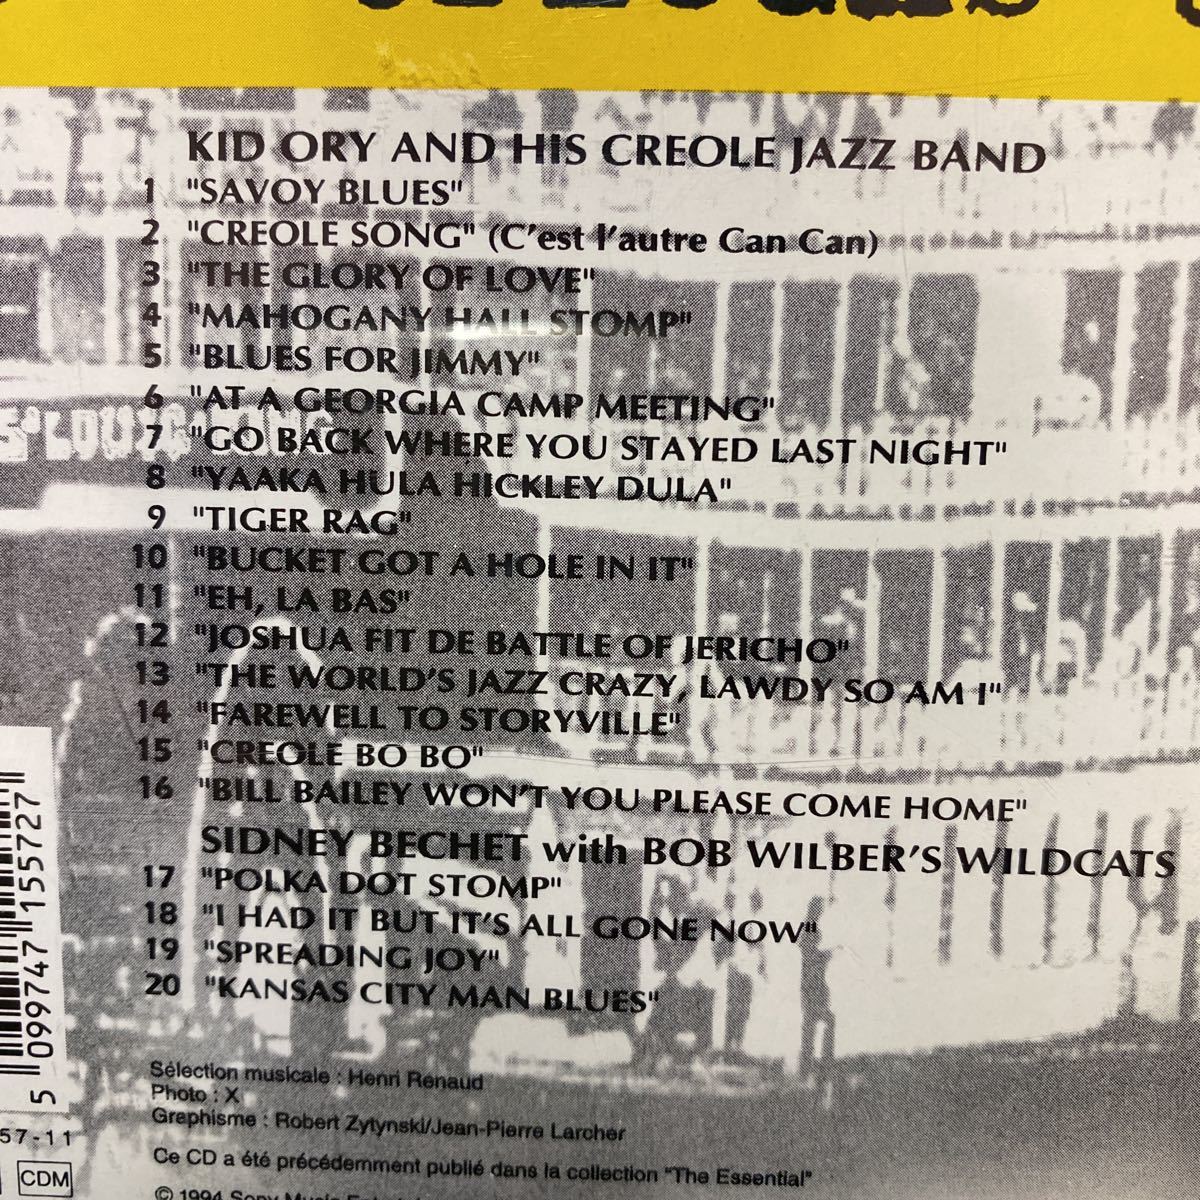 KID ORY AND HIS CREOLE JAZZ BAND
1 "SAVOY BLUES"
2 "CREOLE SONG" (C'est l'autre Can Can)
3 "THE GLORY OF LOVE"
4 "MAHOGANY HALL STOMP"
5 "BLUES FOR JIMMY"
6 "AT A GEORGIA CAMP MEETING"
7 "GO BACK WHERE YOU STAYED LAST NIGHT"
8 "YAAKA HULA HICKLEY DULA"
9 "TIGER RAG"
10 "BUCKET GOT A HOLE IN IT"
11 "EH, LA BAS"
12 "JOSHUA FIT DE BATTLE OF JERICHO"
13 "THE WORLD'S JAZZ CRAZY, LAWDY SO AM I"
14 "FAREWELL TO STORYVILLE"
15 "CREOLE BO BO"
16 "BILL BAILEY WON'T YOU PLEASE COME HOME"
SIDNEY BECHET with BOB WILBER'S WILDCATS
17 "POLKA DOT STOMP"
18 "I HAD IT BUT IT'S ALL GONE NOW"
19 "SPREADING JOY"
20 "KANSAS CITY MAN BLUES"
5 099747 155727
57-11
CDM
Sélection musicale : Henri Renaud
Photo : X
Graphisme : Robert Zytynski/Jean-Pierre Larcher
Ce CD a été précédemment publié dans la collection "The Essential"
© 1994 Sony Music